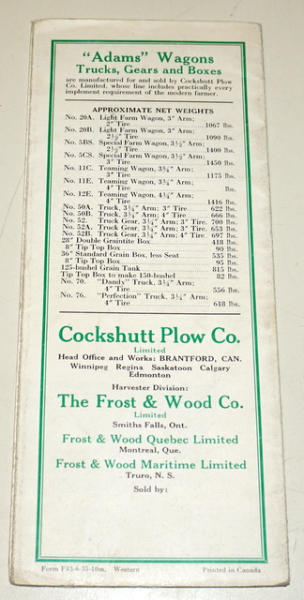 "Adams" Wagons
Trucks, Gears and Boxes
are manufactured for and sold by Cockshutt Plow
Co. Limited, whose line includes practically every
implement requirement of the modern farmer.
APPROXIMATE NET WEIGHTS
No. 20A. Light Farm Wagon, 3" Arm;
2" Tire 1067 lbs.
No. 20B. Light Farm Wagon, 3" Arm;
2½" Tire 1090 lbs.
No. 5BS. Special Farm Wagon, 3½" Arm;
2½" Tire 1400 lbs.
No. 5CS. Special Farm Wagon, 3½" Arm;
3" Tire 1450 lbs.
No. 11C. Teaming Wagon, 3¾" Arm;
3" Tire 1175 lbs.
No. 11E. Teaming Wagon, 3¾" Arm;
4" Tire lbs.
No. 12E. Teaming Wagon, 4¼" Arm;
4" Tire 1416 lbs.
No. 50A. Truck, 3¼" Arm; 3" Tire 622 lbs.
No. 50B. Truck, 3¼" Arm; 4" Tire 666 lbs.
No. 52. Truck Gear, 3¼" Arm; 3" Tire. 708 lbs.
No. 52A. Truck Gear, 3¼" Arm; 3" Tire. 653 lbs.
No. 52B. Truck Gear, 3¼" Arm; 4" Tire. 697 lbs.
28" Double Graintite Box 418 lbs.
8" Tip Top Box 90 lbs.
36" Standard Grain Box, less Seat 535 lbs.
8" Tip Top Box 95 lbs.
125-bushel Grain Tank 815 lbs.
Tip Top Box to make 150-bushel 82 lbs.
No. 70. "Dandy" Truck, 3¼" Arm;
4" Tire 556 lbs.
No. 76. "Perfection" Truck, 3¼" Arm;
4" Tire 618 lbs.
Cockshutt Plow Co.
Limited
Head Office and Works: BRANTFORD, CAN.
Winnipeg Regina Saskatoon Calgary
Edmonton
Harvester Division:
The Frost & Wood Co.
Limited
Smiths Falls, Ont.
Frost & Wood Quebec Limited
Montreal, Que.
Frost & Wood Maritime Limited
Truro, N. S.
Sold by:
Western
Printed in Canada